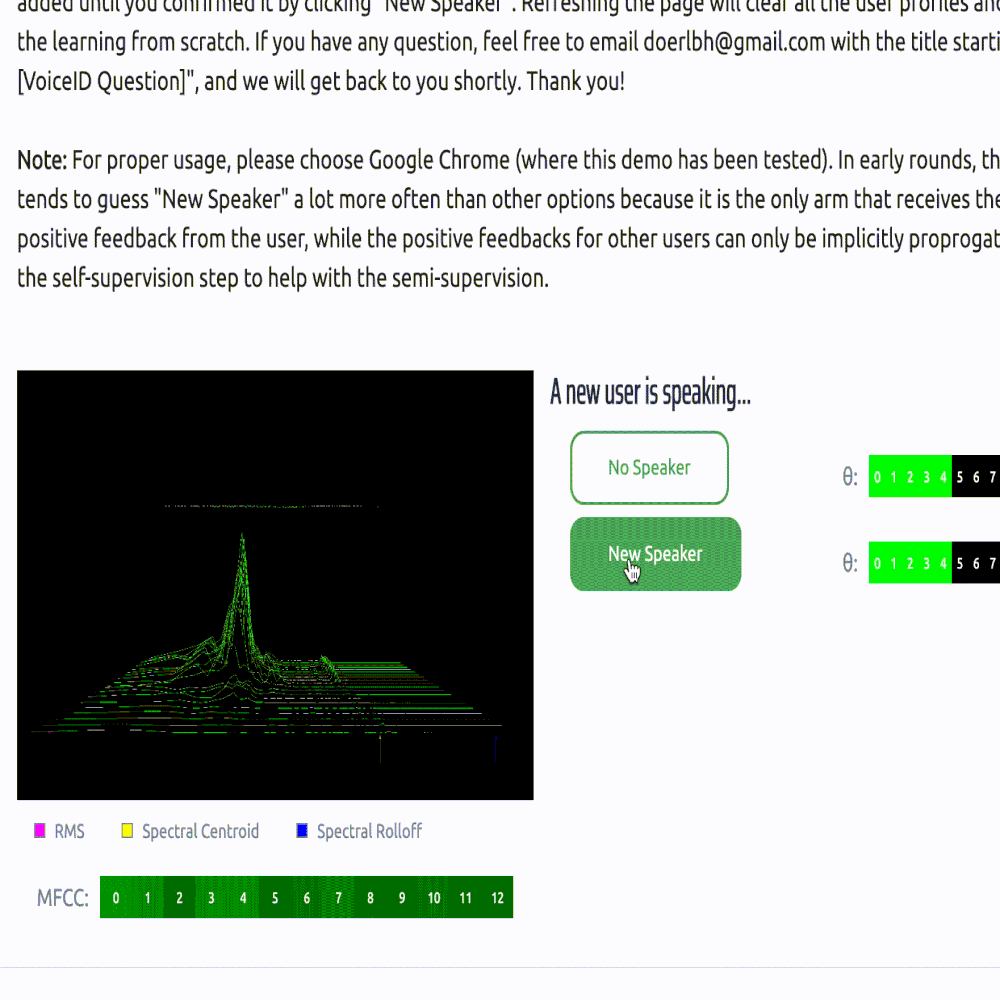 added until you confirmed it by clicking "New Speaker". Refreshing the page will clear all the user profiles and
the learning from scratch. If you have any question, feel free to email doerlbh@gmail.com with the title starti
[VoiceID Question]", and we will get back to you shortly. Thank you!
Note: For proper usage, please choose Google Chrome (where this demo has been tested). In early rounds, th
tends to guess "New Speaker" a lot more often than other options because it is the only arm that receives the
positive feedback from the user, while the positive feedbacks for other users can only be implicitly proprogat
the self-supervision step to help with the semi-supervision.
A new user is speaking...
No Speaker
θ: 0 1 2 3 4 5 6 7
New Speaker
θ: 0 1 2 3 4 5 6 7
RMS Spectral Centroid Spectral Rolloff
MFCC: 0 1 2 3 4 5 6 7 8 9 10 11 12